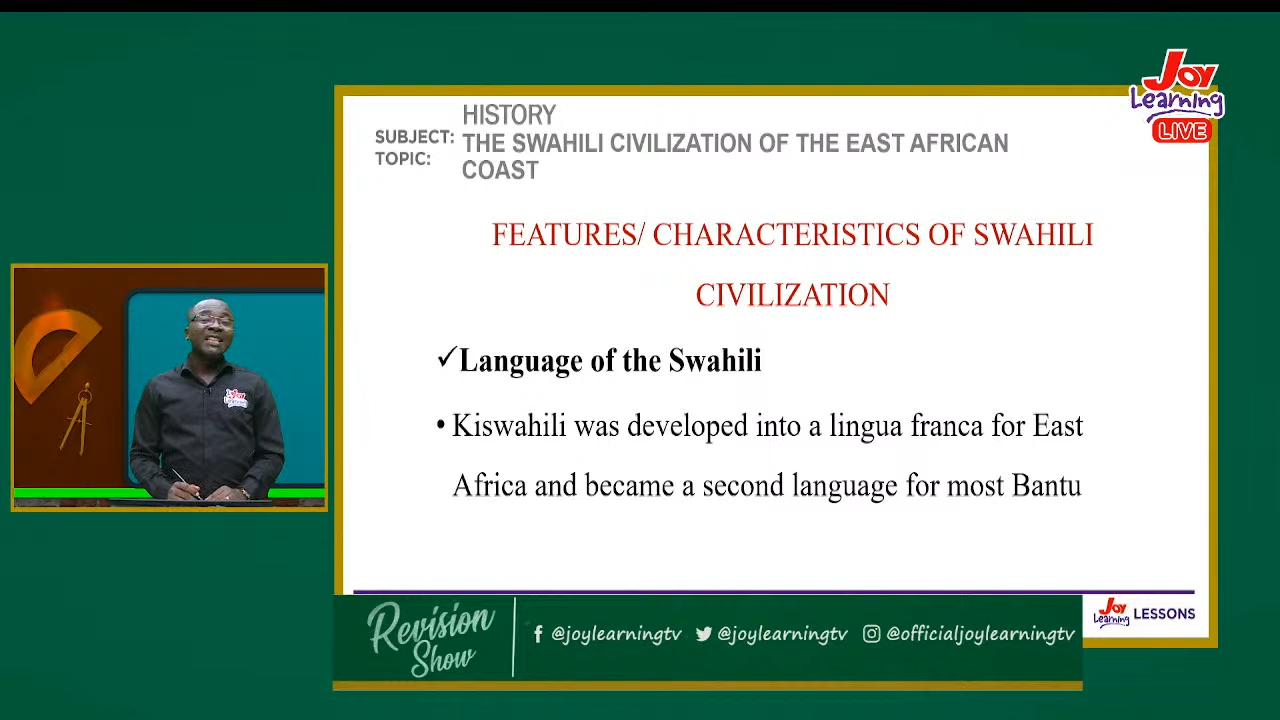 Joy
Learning
LIVE
HISTORY
SUBJECT: THE SWAHILI CIVILIZATION OF THE EAST AFRICAN
TOPIC: COAST
FEATURES/ CHARACTERISTICS OF SWAHILI
CIVILIZATION
✓Language of the Swahili
• Kiswahili was developed into a lingua franca for East
Africa and became a second language for most Bantu
Joy
Learning
Revision
Show
@joylearningtv @joylearningtv @officialjoylearningtv
Joy
Learning LESSONS